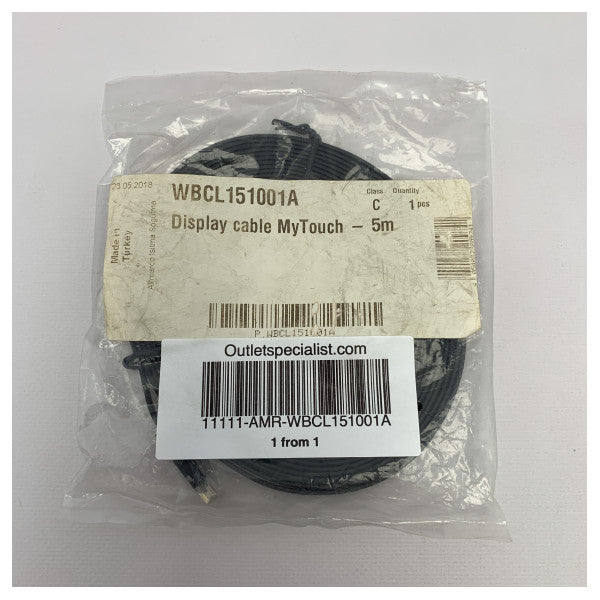 23.05.2018
Made in
Turkey
WBCL151001A
Class
Quantity
C
1 pcs
Display cable MyTouch – 5m
P.WBCL151001A
Outletspecialist.com
11111-AMR-WBCL151001A
1 from 1